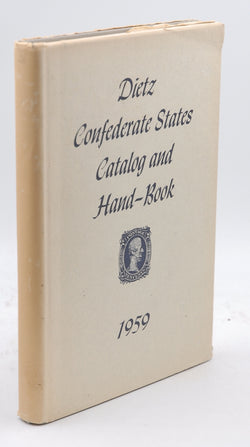 Dietz
Confederate States
Catalog and
Hand-Book
1959